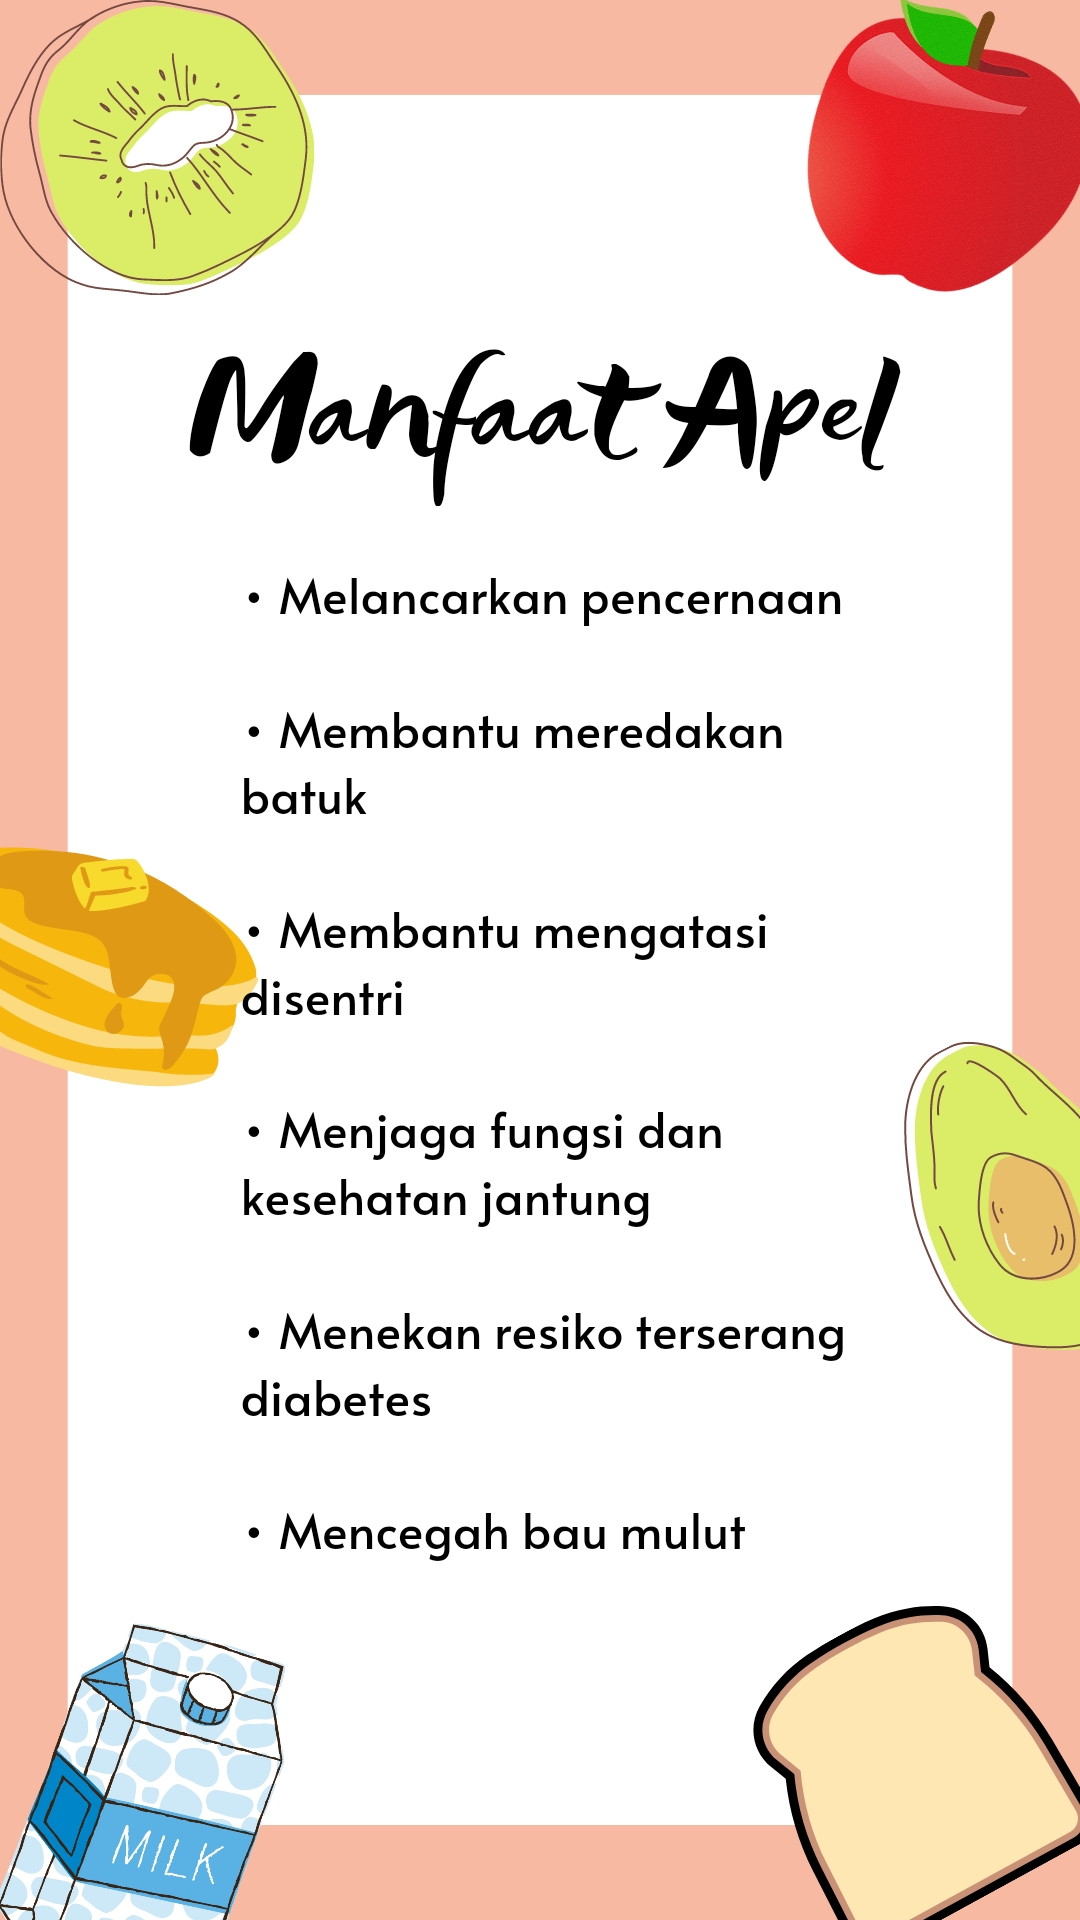 Manfaat Apel
• Melancarkan pencernaan
• Membantu meredakan
batuk
• Membantu mengatasi
disentri
• Menjaga fungsi dan
kesehatan jantung
• Menekan resiko terserang
diabetes
• Mencegah bau mulut
MILK